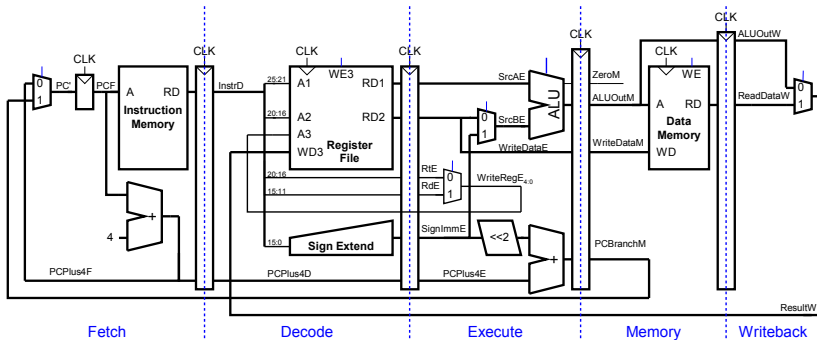 CLK
CLK
CLK
CLK
CLK
CLK
CLK
CLK
ALUOutW
0
1
PC'
PCF
A
RD
Instruction
Memory
InstrD
25:21
A1
WE3
RD1
SrcAE
ZeroM
WE
0
1
20:16
A2
RD2
0
1
SrcBE
ALU
ALUOutM
A
RD
ReadDataW
A3
Register
File
Data
Memory
WD3
WriteDataE
WriteDataM
WD
20:16
RtE
0
15:11
RdE
1
WriteRegE4:0
4
+
15:0
Sign Extend
SignImmE
<<2
+
PCBranchM
PCPlus4F
PCPlus4D
PCPlus4E
ResultW
Fetch
Decode
Execute
Memory
Writeback